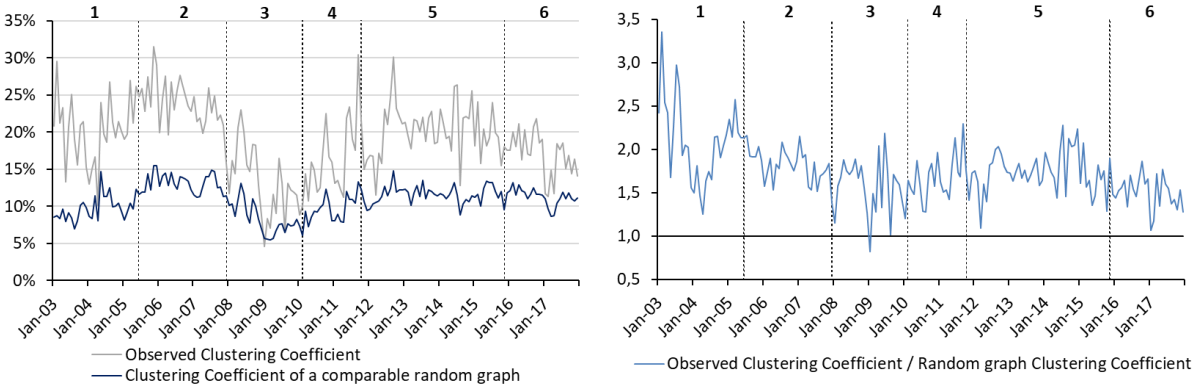 1 2 3 4 5 6
35%
30%
25%
20%
15%
10%
5%
0%
Jan-03 Jan-04 Jan-05 Jan-06 Jan-07 Jan-08 Jan-09 Jan-10 Jan-11 Jan-12 Jan-13 Jan-14 Jan-15 Jan-16 Jan-17
Observed Clustering Coefficient
Clustering Coefficient of a comparable random graph
1 2 3 4 5 6
3,5
3,0
2,5
2,0
1,5
1,0
0,5
Jan-03 Jan-04 Jan-05 Jan-06 Jan-07 Jan-08 Jan-09 Jan-10 Jan-11 Jan-12 Jan-13 Jan-14 Jan-15 Jan-16 Jan-17
Observed Clustering Coefficient / Random graph Clustering Coefficient